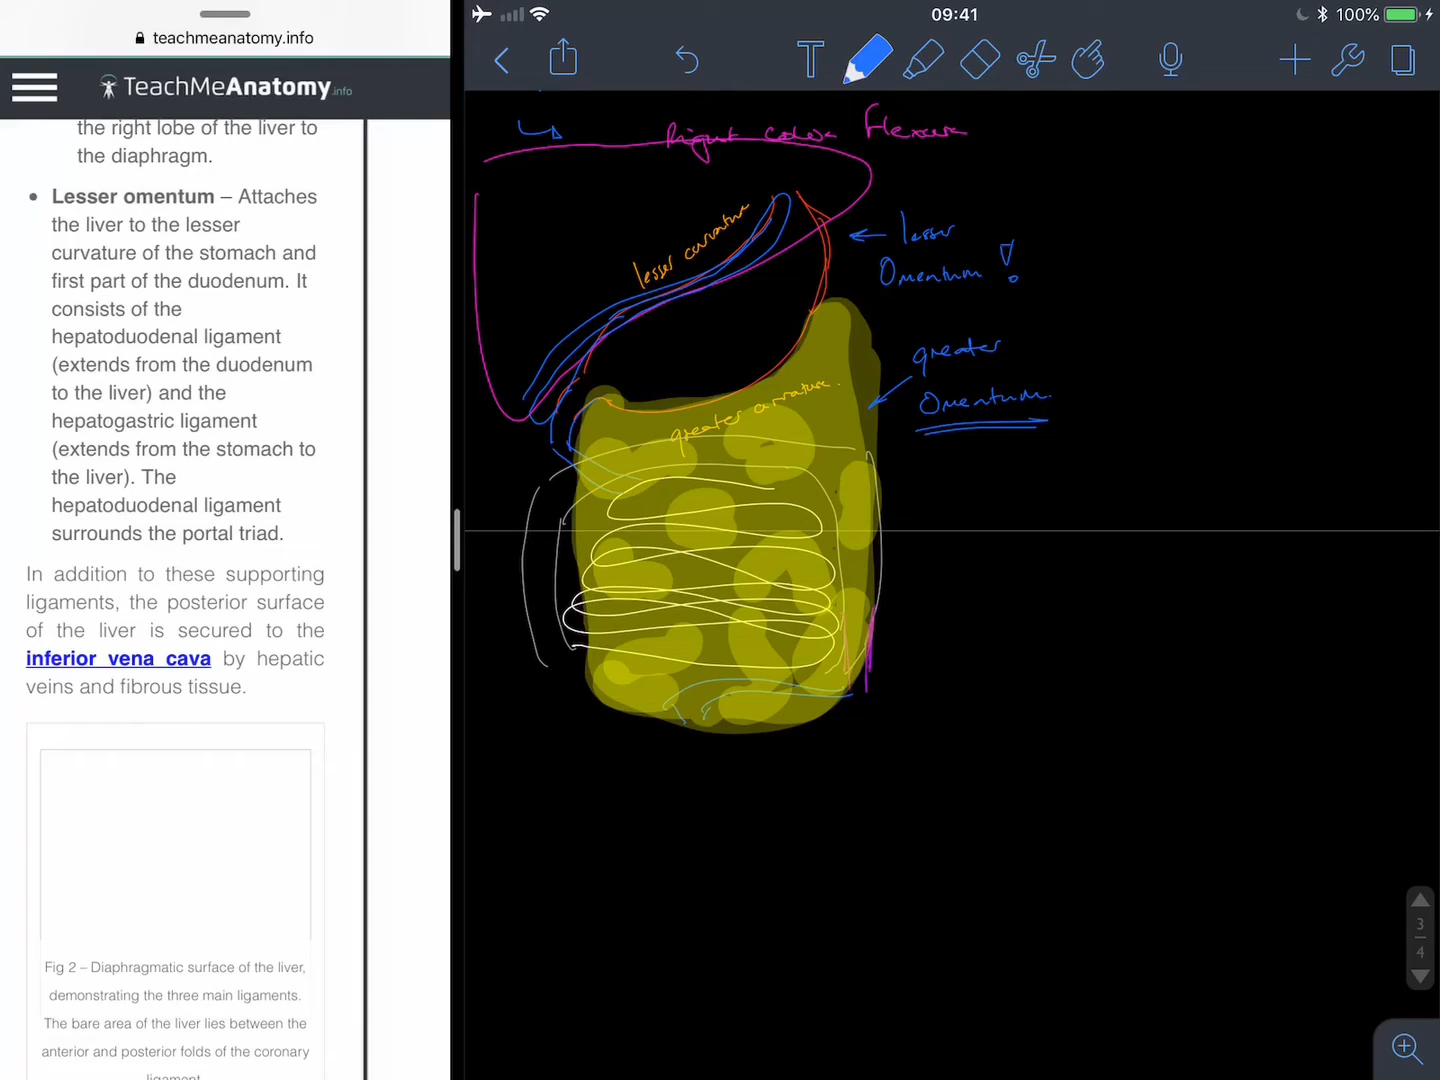 teachmeanatomy.info
TeachMeAnatomy.info
the right lobe of the liver to
the diaphragm.
Lesser omentum – Attaches
the liver to the lesser
curvature of the stomach and
first part of the duodenum. It
consists of the
hepatoduodenal ligament
(extends from the duodenum
to the liver) and the
hepatogastric ligament
(extends from the stomach to
the liver). The
hepatoduodenal ligament
surrounds the portal triad.
In addition to these supporting
ligaments, the posterior surface
of the liver is secured to the
inferior vena cava by hepatic
veins and fibrous tissue.
Fig 2 – Diaphragmatic surface of the liver,
demonstrating the three main ligaments.
The bare area of the liver lies between the
anterior and posterior folds of the coronary
ligament
09:41
100%
T
Right colic Flexure
lesser curvature
lesser
Omentum !
greater
Omentum.
greater curvature.
3
4